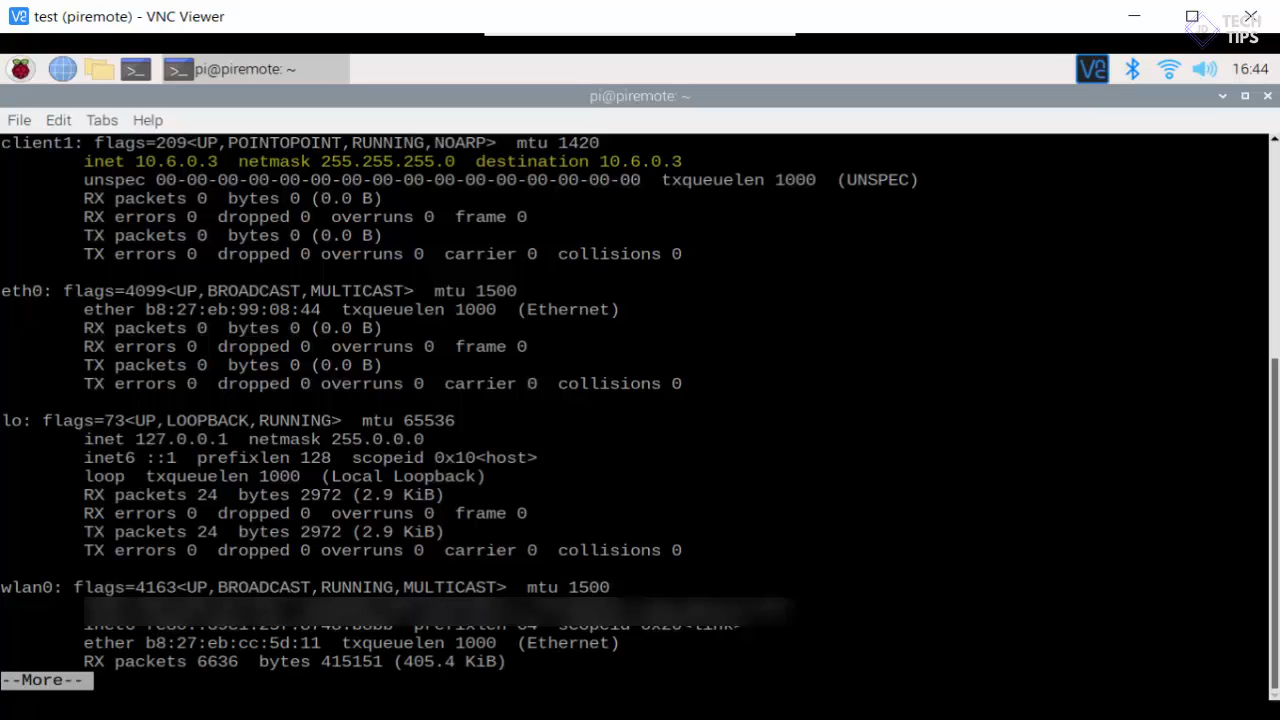 test (piremote) - VNC Viewer
TECH
TIPS
pi@piremote: ~
16:44
pi@piremote: ~
File Edit Tabs Help
client1: flags=209<UP,POINTOPOINT,RUNNING,NOARP>  mtu 1420
        inet 10.6.0.3  netmask 255.255.255.0  destination 10.6.0.3
        unspec 00-00-00-00-00-00-00-00-00-00-00-00-00-00-00-00  txqueuelen 1000  (UNSPEC)
        RX packets 0  bytes 0 (0.0 B)
        RX errors 0  dropped 0  overruns 0  frame 0
        TX packets 0  bytes 0 (0.0 B)
        TX errors 0  dropped 0 overruns 0  carrier 0  collisions 0
eth0: flags=4099<UP,BROADCAST,MULTICAST>  mtu 1500
        ether b8:27:eb:99:08:44  txqueuelen 1000  (Ethernet)
        RX packets 0  bytes 0 (0.0 B)
        RX errors 0  dropped 0  overruns 0  frame 0
        TX packets 0  bytes 0 (0.0 B)
        TX errors 0  dropped 0 overruns 0  carrier 0  collisions 0
lo: flags=73<UP,LOOPBACK,RUNNING>  mtu 65536
        inet 127.0.0.1  netmask 255.0.0.0
        inet6 ::1  prefixlen 128  scopeid 0x10<host>
        loop  txqueuelen 1000  (Local Loopback)
        RX packets 24  bytes 2972 (2.9 KiB)
        RX errors 0  dropped 0  overruns 0  frame 0
        TX packets 24  bytes 2972 (2.9 KiB)
        TX errors 0  dropped 0 overruns 0  carrier 0  collisions 0
wlan0: flags=4163<UP,BROADCAST,RUNNING,MULTICAST>  mtu 1500
        inet6 prefixlen 64 scopeid 0x20<link>
        ether b8:27:eb:cc:5d:11  txqueuelen 1000  (Ethernet)
        RX packets 6636  bytes 415151 (405.4 KiB)
--More--